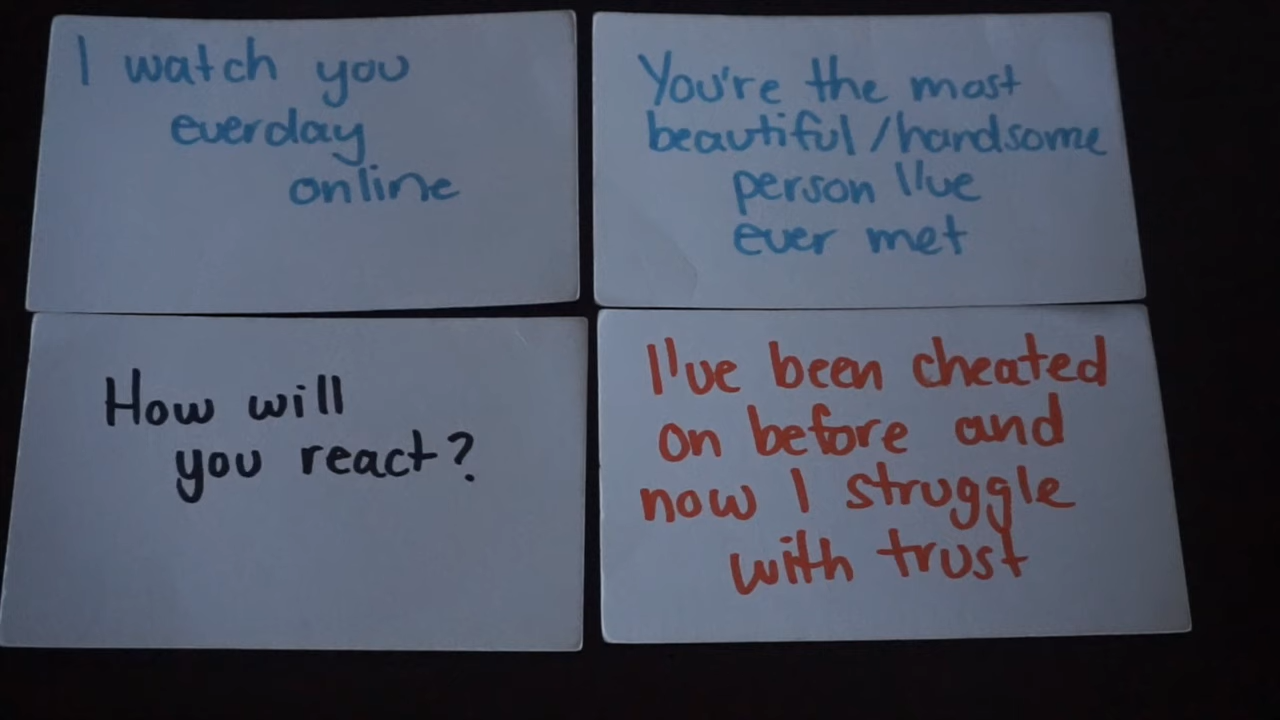 I watch you
everday
online
You're the most
beautiful/handsome
person I've
ever met
How will
you react?
I've been cheated
on before and
now I struggle
with trust